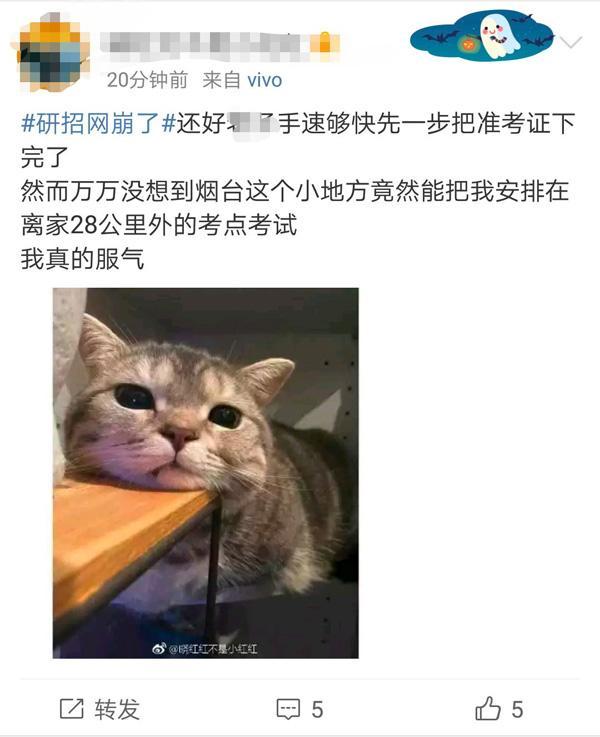 20分钟前 来自 vivo
#研招网崩了#还好手速够快先一步把准考证下
完了
然而万万没想到烟台这个小地方竟然能把我安排在
离家28公里外的考点考试
我真的服气
@晓红红不是小红红
转发 5 5